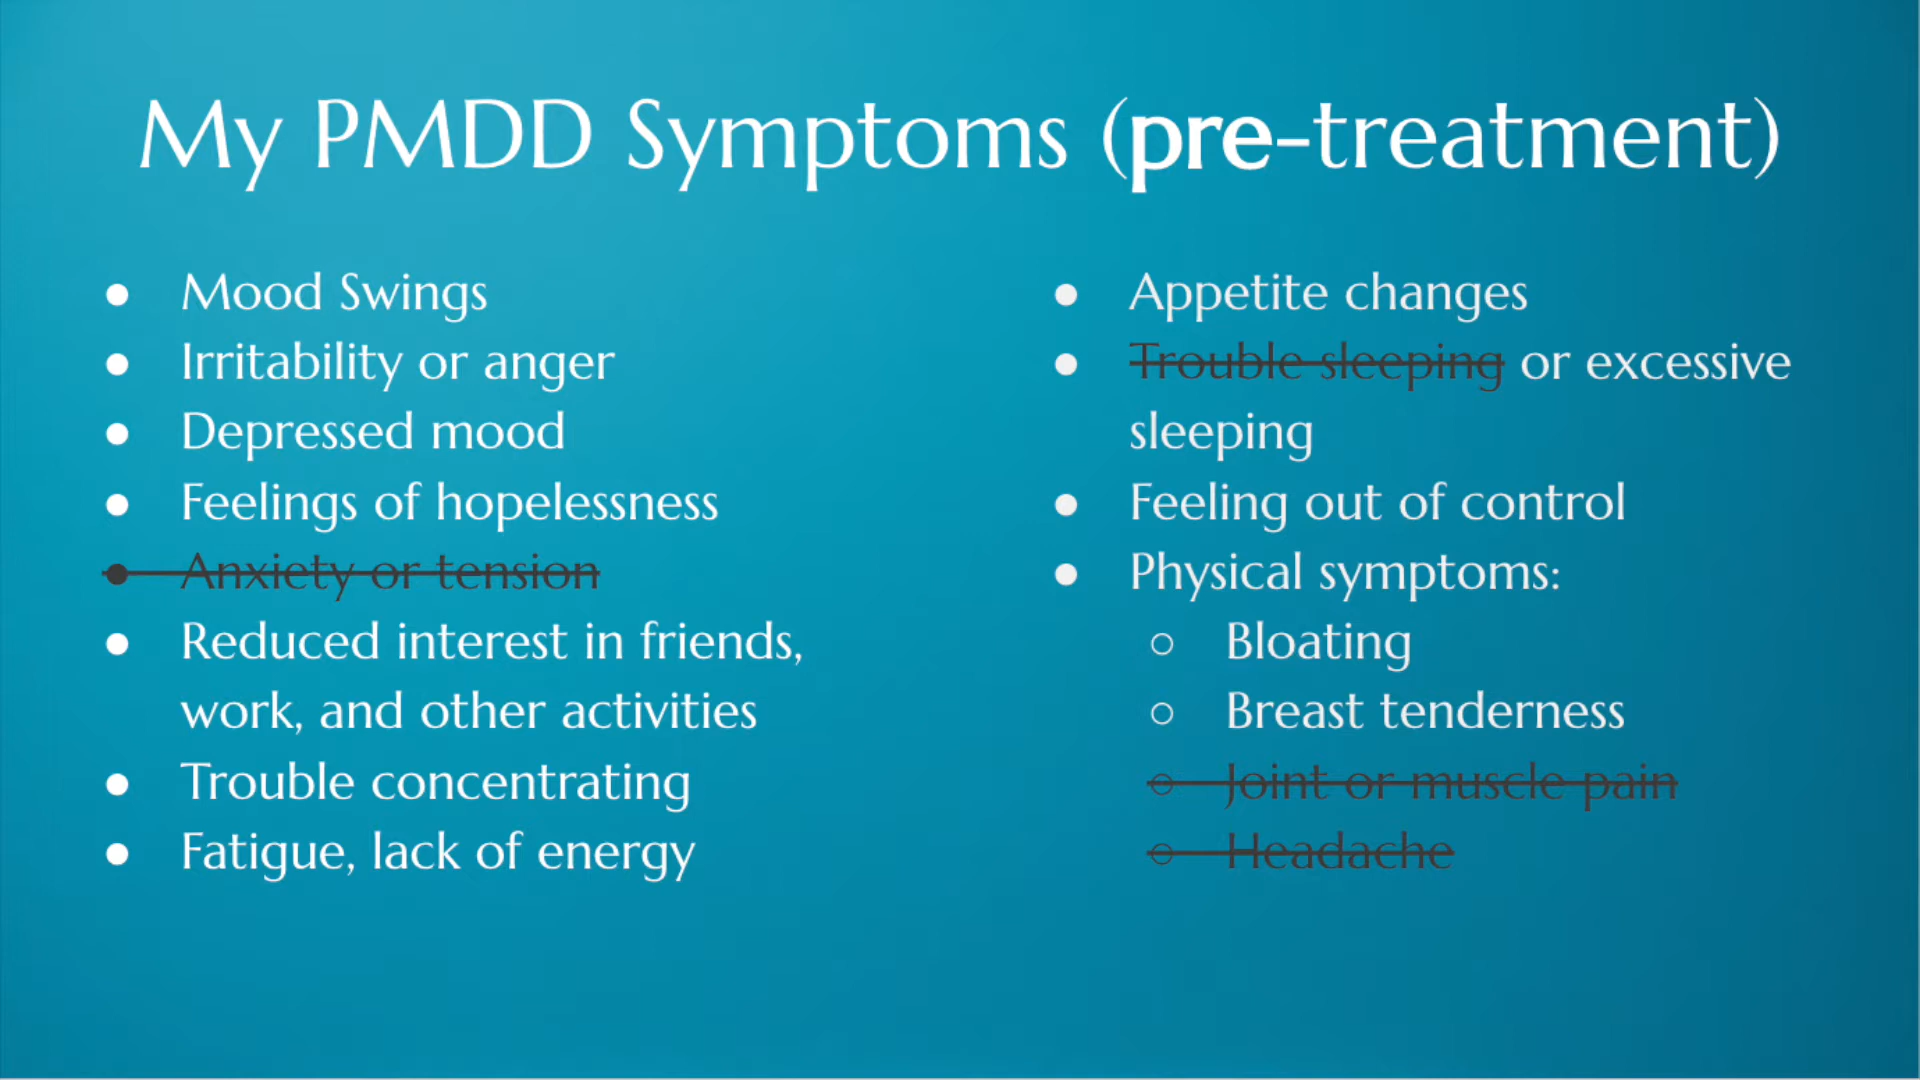 My PMDD Symptoms (pre-treatment)
● Mood Swings
● Irritability or anger
● Depressed mood
● Feelings of hopelessness
● Anxiety or tension
● Reduced interest in friends,
work, and other activities
● Trouble concentrating
● Fatigue, lack of energy
● Appetite changes
● Trouble sleeping or excessive
sleeping
● Feeling out of control
● Physical symptoms:
○ Bloating
○ Breast tenderness
○ Joint or muscle pain
○ Headache